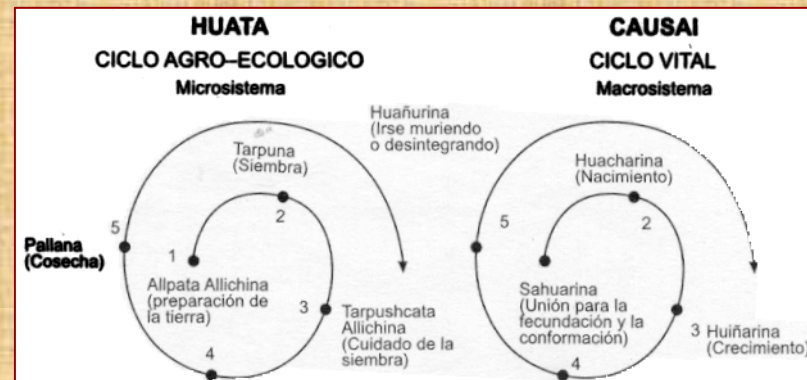 HUATA
CICLO AGRO–ECOLOGICO
Microsistema
Huañurina
(Irse muriendo
o desintegrando)
Tarpuna
(Siembra)
5
2
Pallana
(Cosecha)
1
Allpata Allichina
(preparación de
la tierra)
3
Tarpushcata
Allichina
(Cuidado de la
siembra)
4
CAUSAI
CICLO VITAL
Macrosistema
Huacharina
(Nacimiento)
5
2
Sahuarina
(Unión para la
fecundación y la
conformación)
3 Huiñarina
(Crecimiento)
4